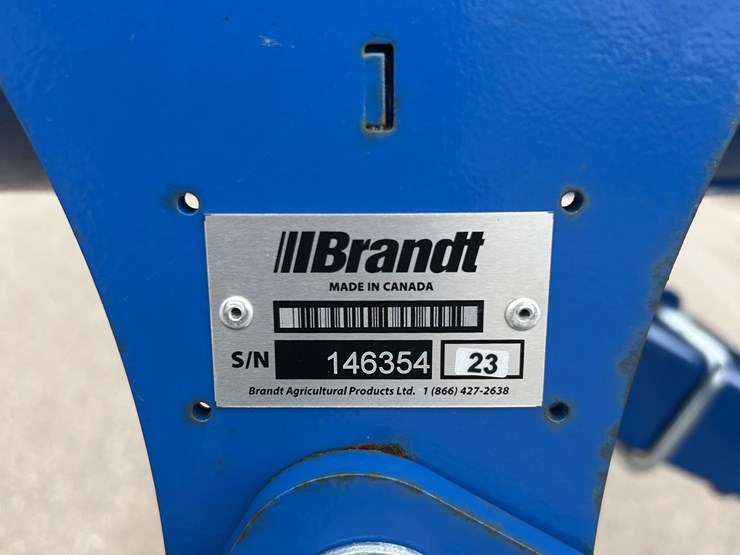 Brandt
MADE IN CANADA
S/N 146354 23
Brandt Agricultural Products Ltd. 1 (866) 427-2638